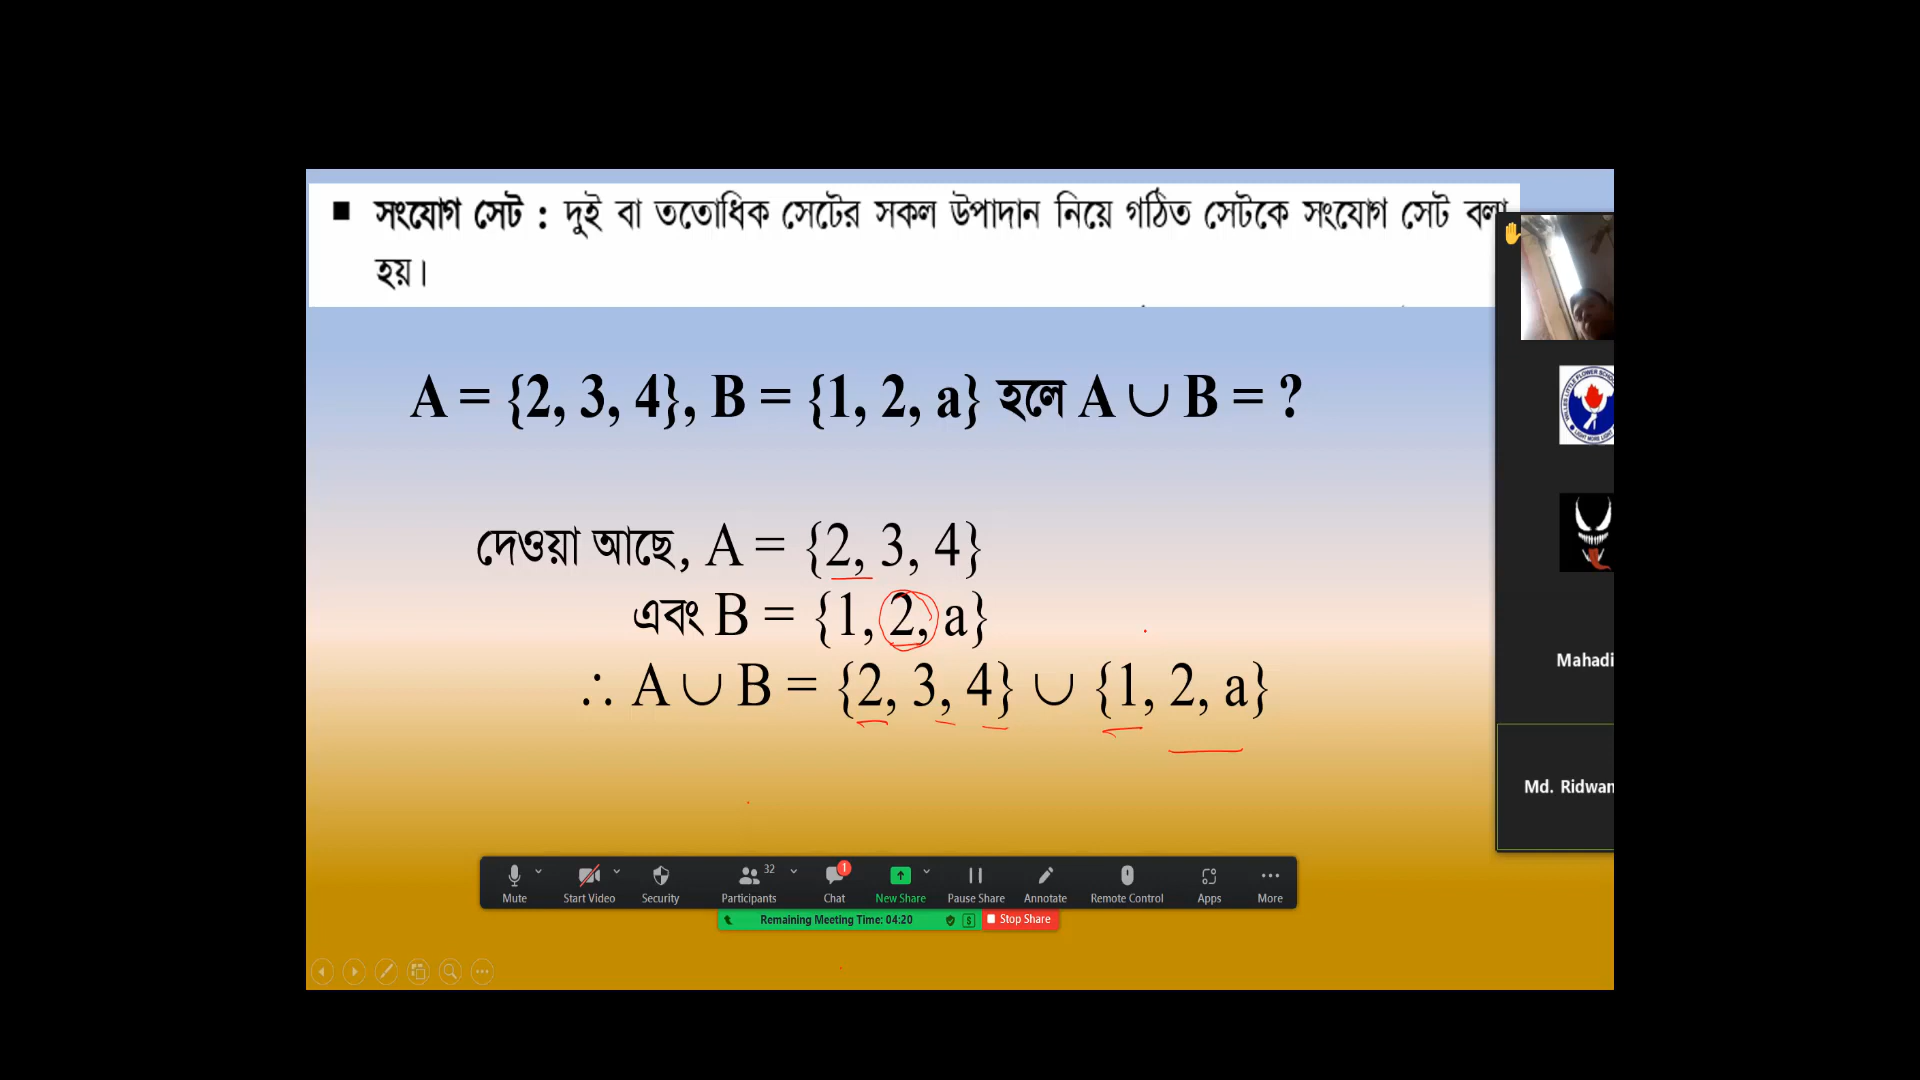 ■ সংযোগ সেট : দুই বা ততোধিক সেটের সকল উপাদান নিয়ে গঠিত সেটকে সংযোগ সেট বলা
হয়।
A = {2, 3, 4}, B = {1, 2, a} হলে A ∪ B = ?
দেওয়া আছে, A = {2, 3, 4}
এবং B = {1, 2, a}
∴ A ∪ B = {2, 3, 4} ∪ {1, 2, a}
Mahadi
Md. Ridwan
32
1
Mute Start Video Security Participants Chat New Share Pause Share Annotate Remote Control Apps More
Remaining Meeting Time: 04:20 Stop Share